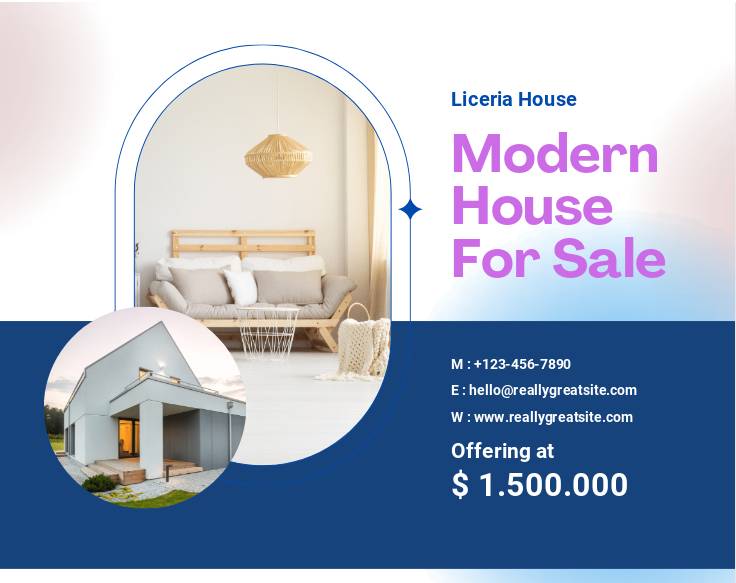 Liceria House
Modern
House
For Sale
M : +123-456-7890
E : hello@reallygreatsite.com
W : www.reallygreatsite.com
Offering at
$ 1.500.000